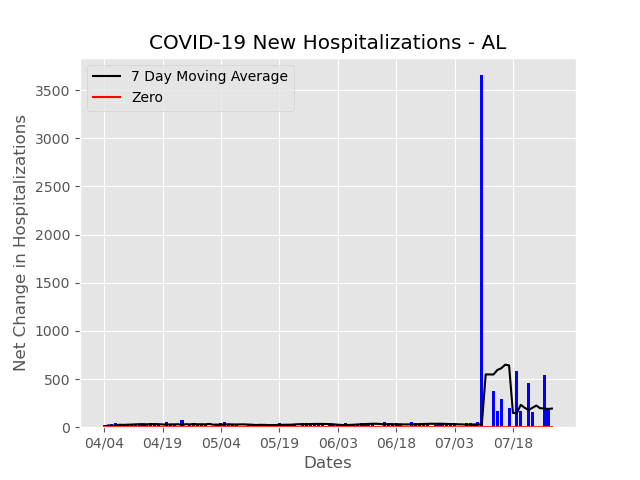 COVID-19 New Hospitalizations - AL
7 Day Moving Average
Zero
Net Change in Hospitalizations
3500
3000
2500
2000
1500
1000
500
0
04/04 04/19 05/04 05/19 06/03 06/18 07/03 07/18
Dates